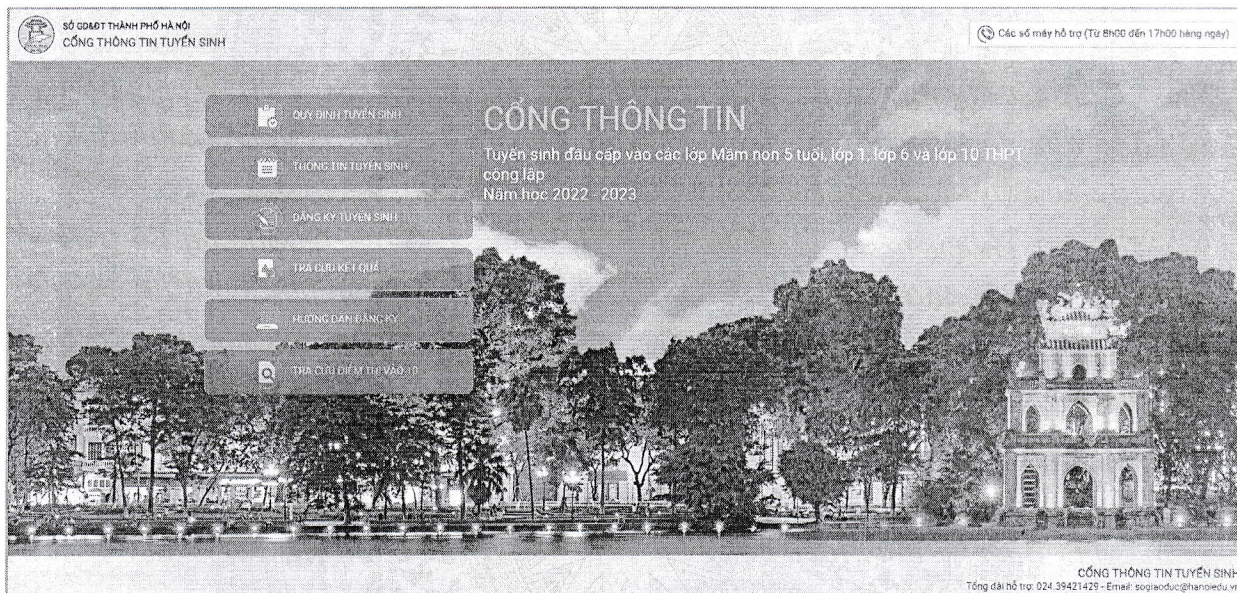 SỞ GD&ĐT THÀNH PHỐ HÀ NỘI
CỔNG THÔNG TIN TUYỂN SINH
Các số máy hỗ trợ (Từ 8h00 đến 17h00 hàng ngày)
QUY ĐỊNH TUYỂN SINH
THÔNG TIN TUYỂN SINH
ĐĂNG KÝ TUYỂN SINH
TRA CỨU KẾT QUẢ
HƯỚNG DẪN ĐĂNG KÝ
TRA CỨU ĐIỂM THI VÀO 10
CỔNG THÔNG TIN
Tuyển sinh đầu cấp vào các lớp Mầm non 5 tuổi, lớp 1, lớp 6 và lớp 10 THPT
công lập
Năm học 2022 - 2023
CỔNG THÔNG TIN TUYỂN SINH
Tổng đài hỗ trợ: 024.39421429 - Email: sogiaoduc@hanoiedu.vn